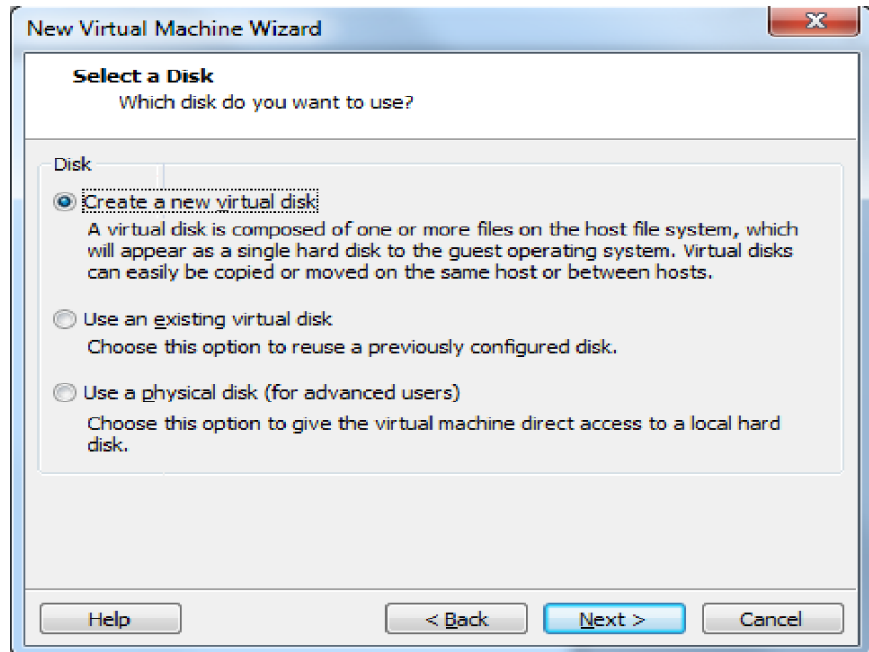 New Virtual Machine Wizard
Select a Disk
Which disk do you want to use?
Disk
Create a new virtual disk
A virtual disk is composed of one or more files on the host file system, which
will appear as a single hard disk to the guest operating system. Virtual disks
can easily be copied or moved on the same host or between hosts.
Use an existing virtual disk
Choose this option to reuse a previously configured disk.
Use a physical disk (for advanced users)
Choose this option to give the virtual machine direct access to a local hard
disk.
Help
< Back
Next >
Cancel